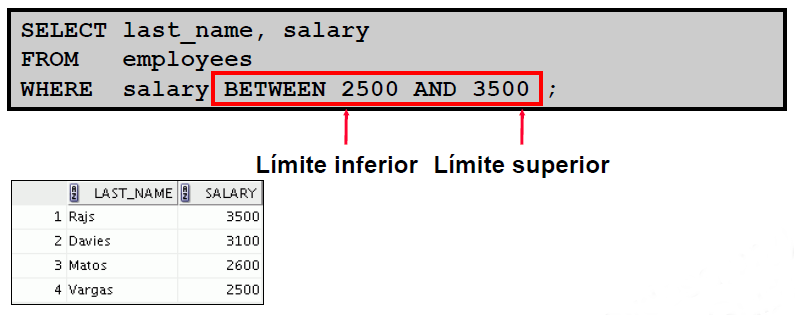 SELECT last_name, salary
FROM employees
WHERE salary BETWEEN 2500 AND 3500 ;
Límite inferior Límite superior
LAST_NAME SALARY
1 Rajs 3500
2 Davies 3100
3 Matos 2600
4 Vargas 2500